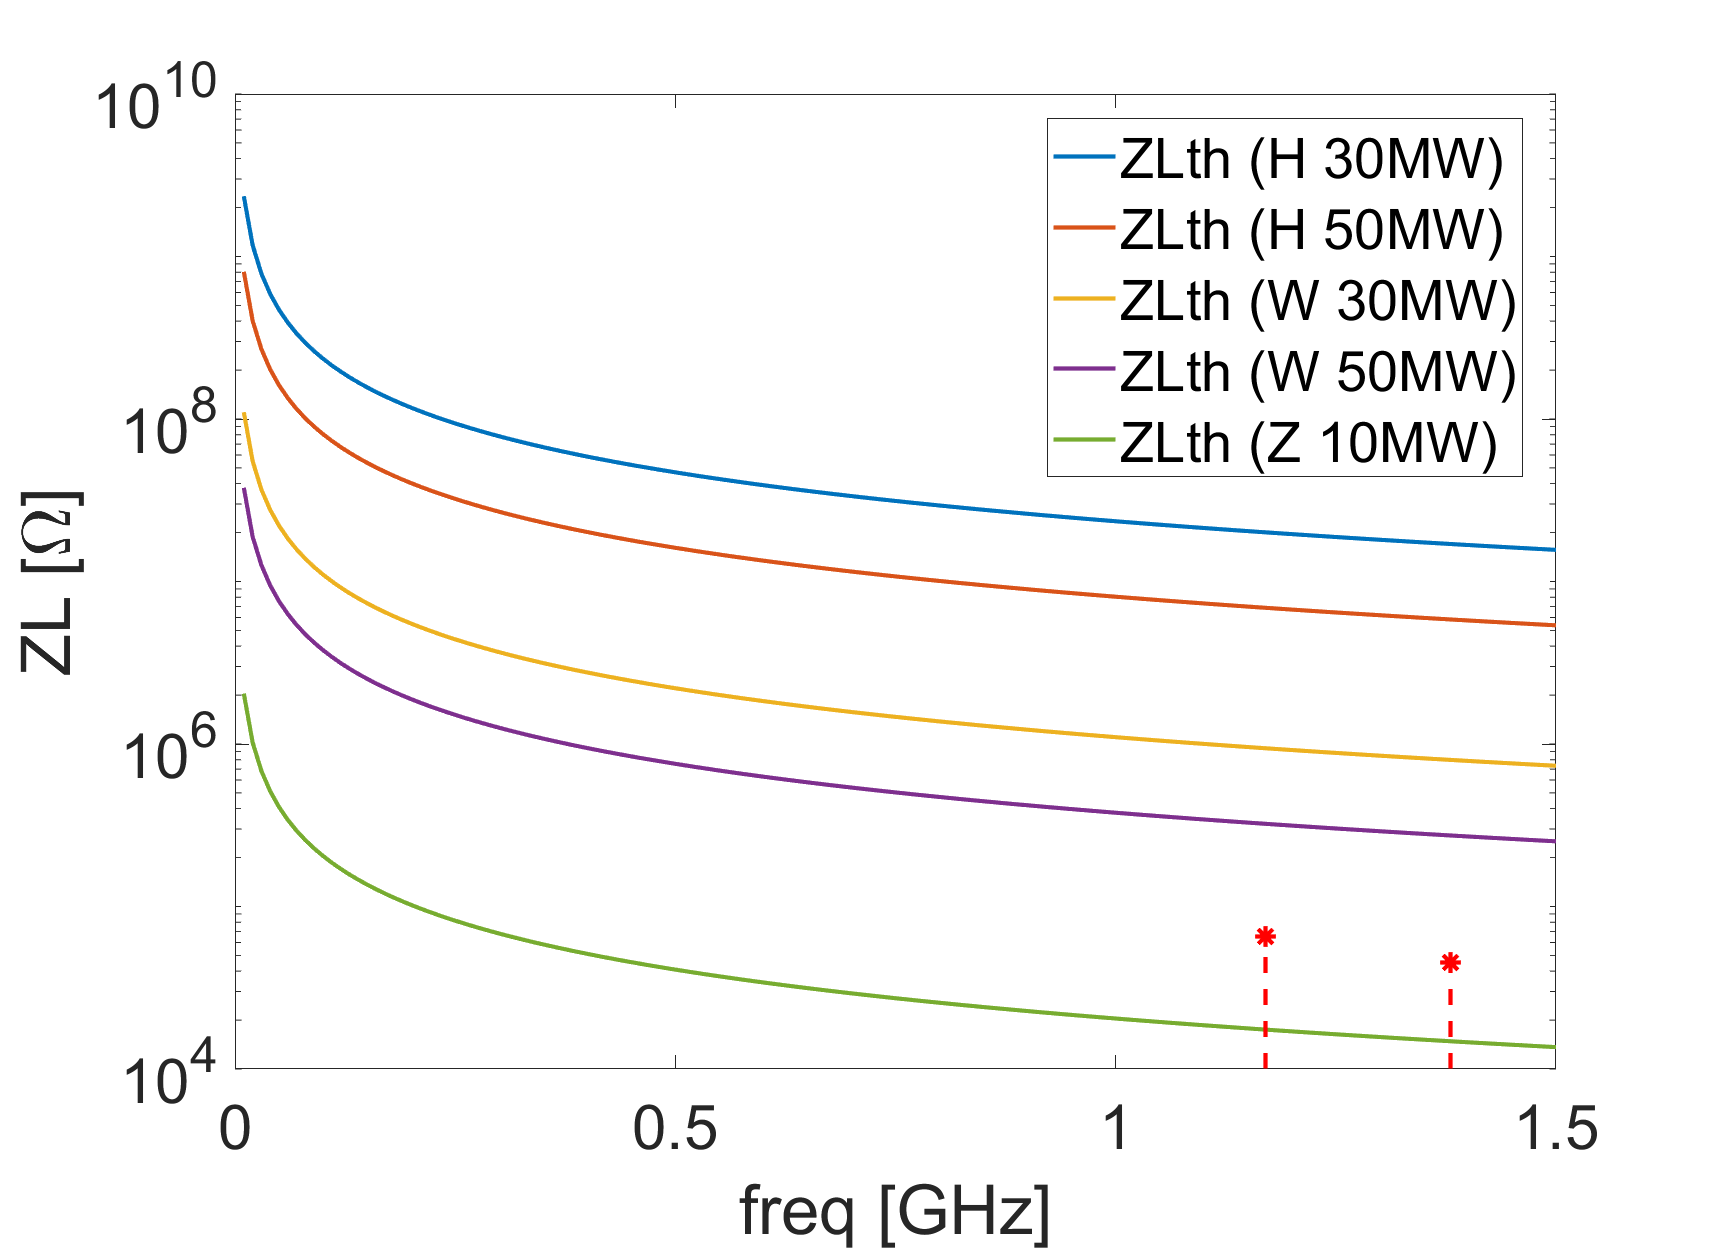 10^10
10^8
10^6
10^4
ZL [Ω]
ZLth (H 30MW)
ZLth (H 50MW)
ZLth (W 30MW)
ZLth (W 50MW)
ZLth (Z 10MW)
0 0.5 1 1.5
freq [GHz]